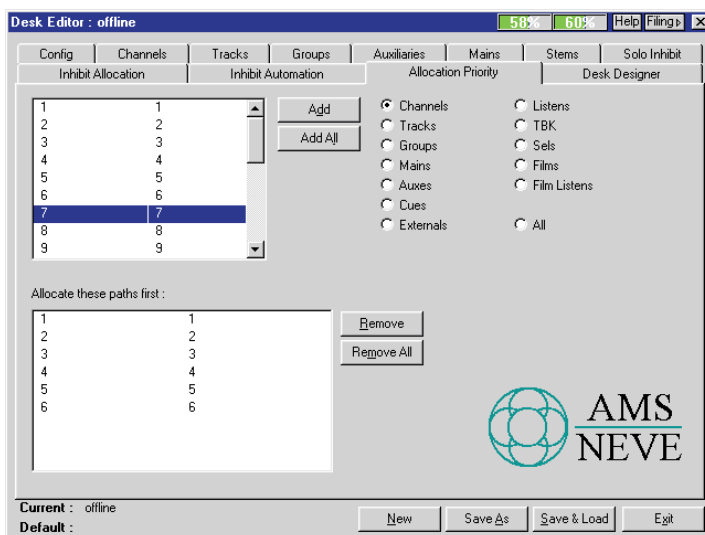 Desk Editor : offline 58% 60% Help Filing ▹ X
Config Channels Tracks Groups Auxiliaries Mains Stems Solo Inhibit
Inhibit Allocation Inhibit Automation Allocation Priority Desk Designer
1 1
2 2
3 3
4 4
5 5
6 6
7 7
8 8
9 9
Add
Add All
Channels
Tracks
Groups
Mains
Auxes
Cues
Externals
Listens
TBK
Sels
Films
Film Listens
All
Allocate these paths first :
1 1
2 2
3 3
4 4
5 5
6 6
Remove
Remove All
AMS
NEVE
Current : offline
Default :
New Save As Save & Load Exit